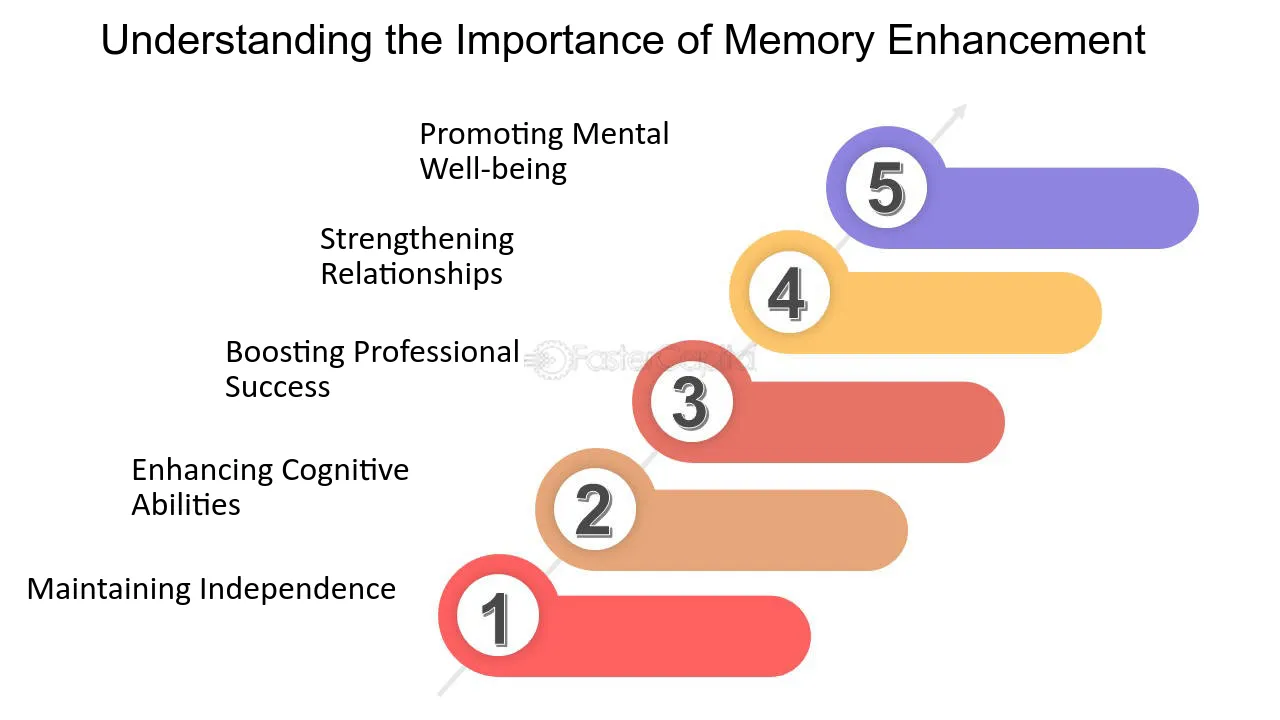 Understanding the Importance of Memory Enhancement
Promoting Mental
Well-being
5
Strengthening
Relationships
4
Boosting Professional
Success
FasterCapital
3
Enhancing Cognitive
Abilities
2
Maintaining Independence
1